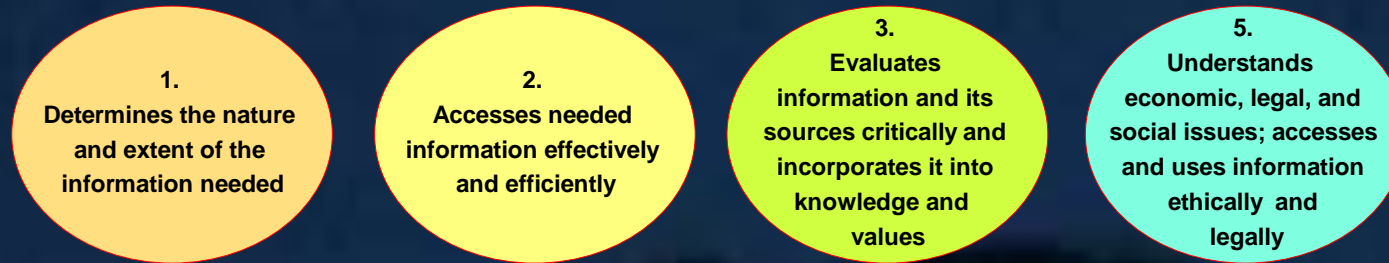 1.
Determines the nature
and extent of the
information needed
2.
Accesses needed
information effectively
and efficiently
3.
Evaluates
information and its
sources critically and
incorporates it into
knowledge and
values
5.
Understands
economic, legal, and
social issues; accesses
and uses information
ethically and
legally